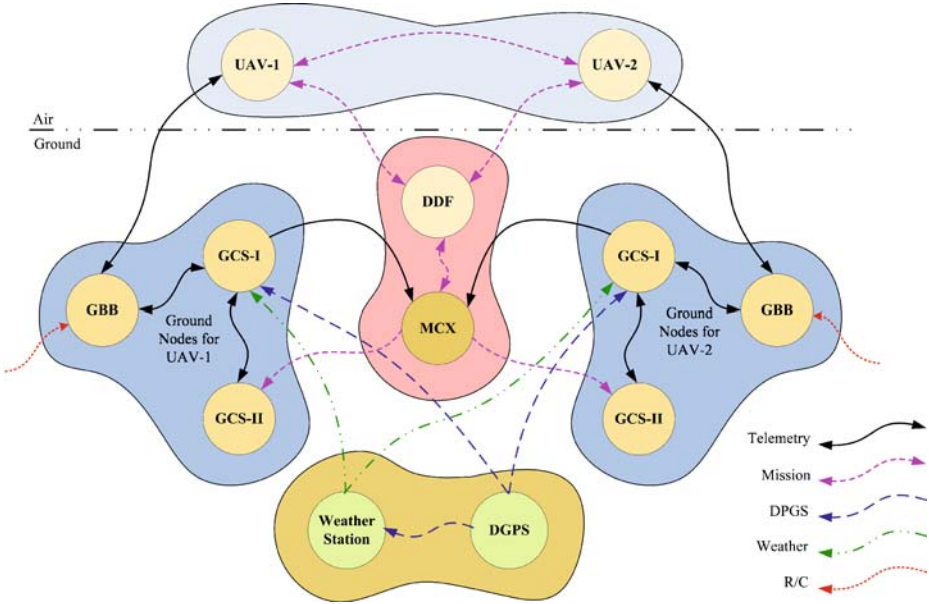 UAV-1
UAV-2
Air
Ground
DDF
GCS-I
GCS-I
GBB
Ground
Nodes for
UAV-1
MCX
Ground
Nodes for
UAV-2
GBB
GCS-II
GCS-II
Telemetry
Mission
DPGS
Weather
R/C
Weather
Station
DGPS